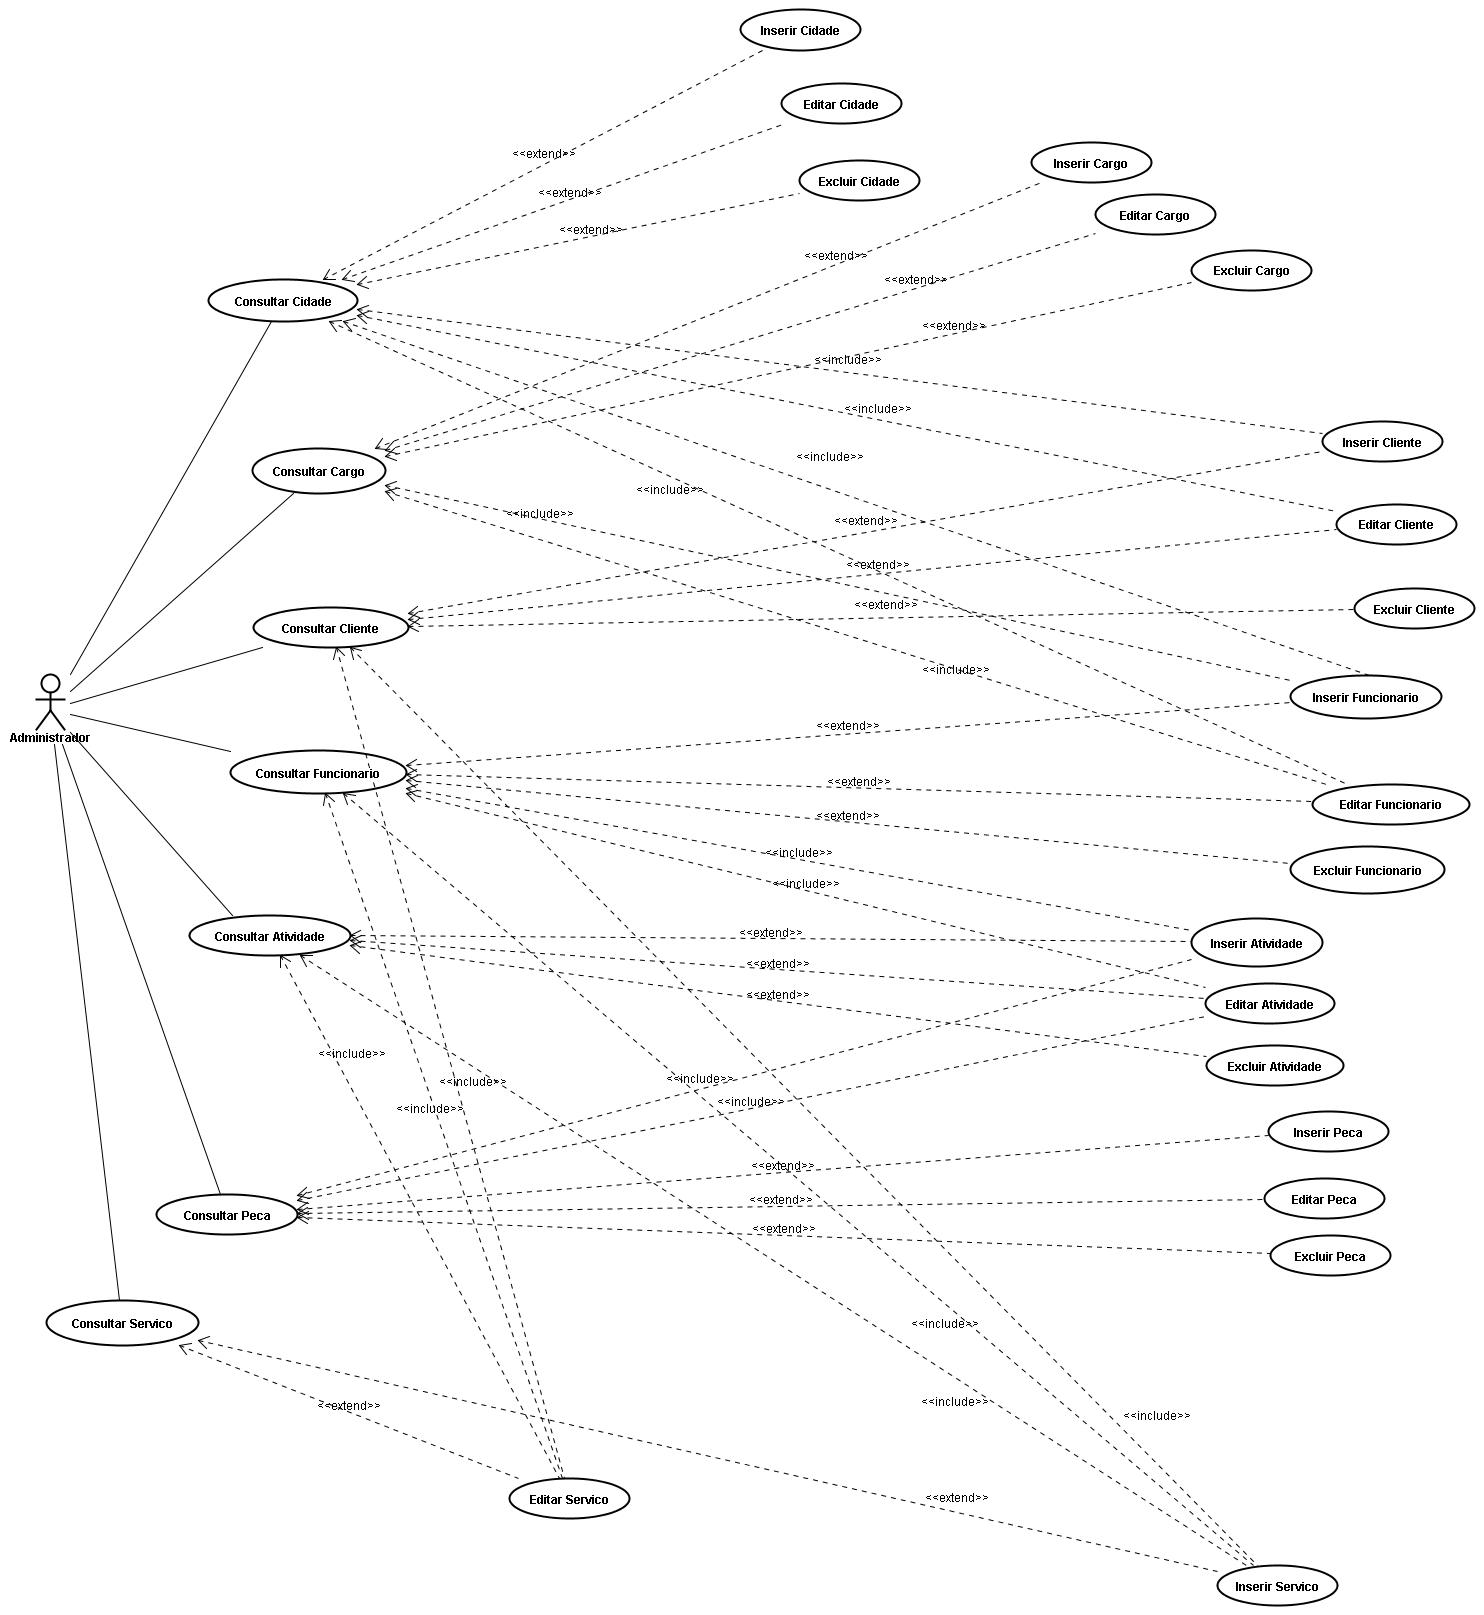 Inserir Cidade
Editar Cidade
<<extend>>
Inserir Cargo
Excluir Cidade
<<extend>>
Editar Cargo
<<extend>>
<<extend>>
Excluir Cargo
<<extend>>
Consultar Cidade
<<extend>>
<<include>>
<<include>>
Inserir Cliente
<<include>>
Consultar Cargo
<<include>>
<<include>>
<<extend>>
Editar Cliente
<<extend>>
<<extend>>
Excluir Cliente
Consultar Cliente
<<include>>
Inserir Funcionario
<<extend>>
Administrador
Consultar Funcionario
<<extend>>
Editar Funcionario
<<extend>>
<<include>>
Excluir Funcionario
<<include>>
<<extend>>
Consultar Atividade
Inserir Atividade
<<extend>>
<<extend>>
Editar Atividade
<<include>>
Excluir Atividade
<<include>>
<<include>>
<<include>>
<<include>>
Inserir Peca
<<extend>>
<<extend>>
Editar Peca
Consultar Peca
<<extend>>
Excluir Peca
Consultar Servico
<<include>>
<<include>>
<<extend>>
<<include>>
<<extend>>
Editar Servico
Inserir Servico